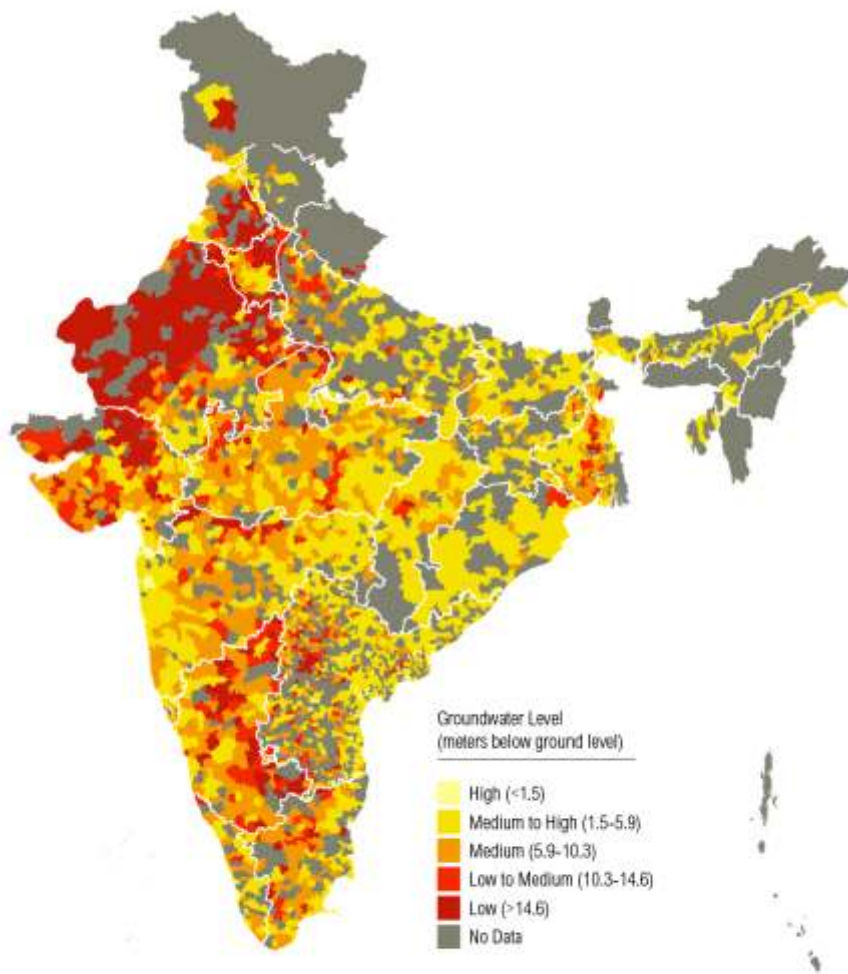 Groundwater Level
(meters below ground level)
High (<1.5)
Medium to High (1.5-5.9)
Medium (5.9-10.3)
Low to Medium (10.3-14.6)
Low (>14.6)
No Data